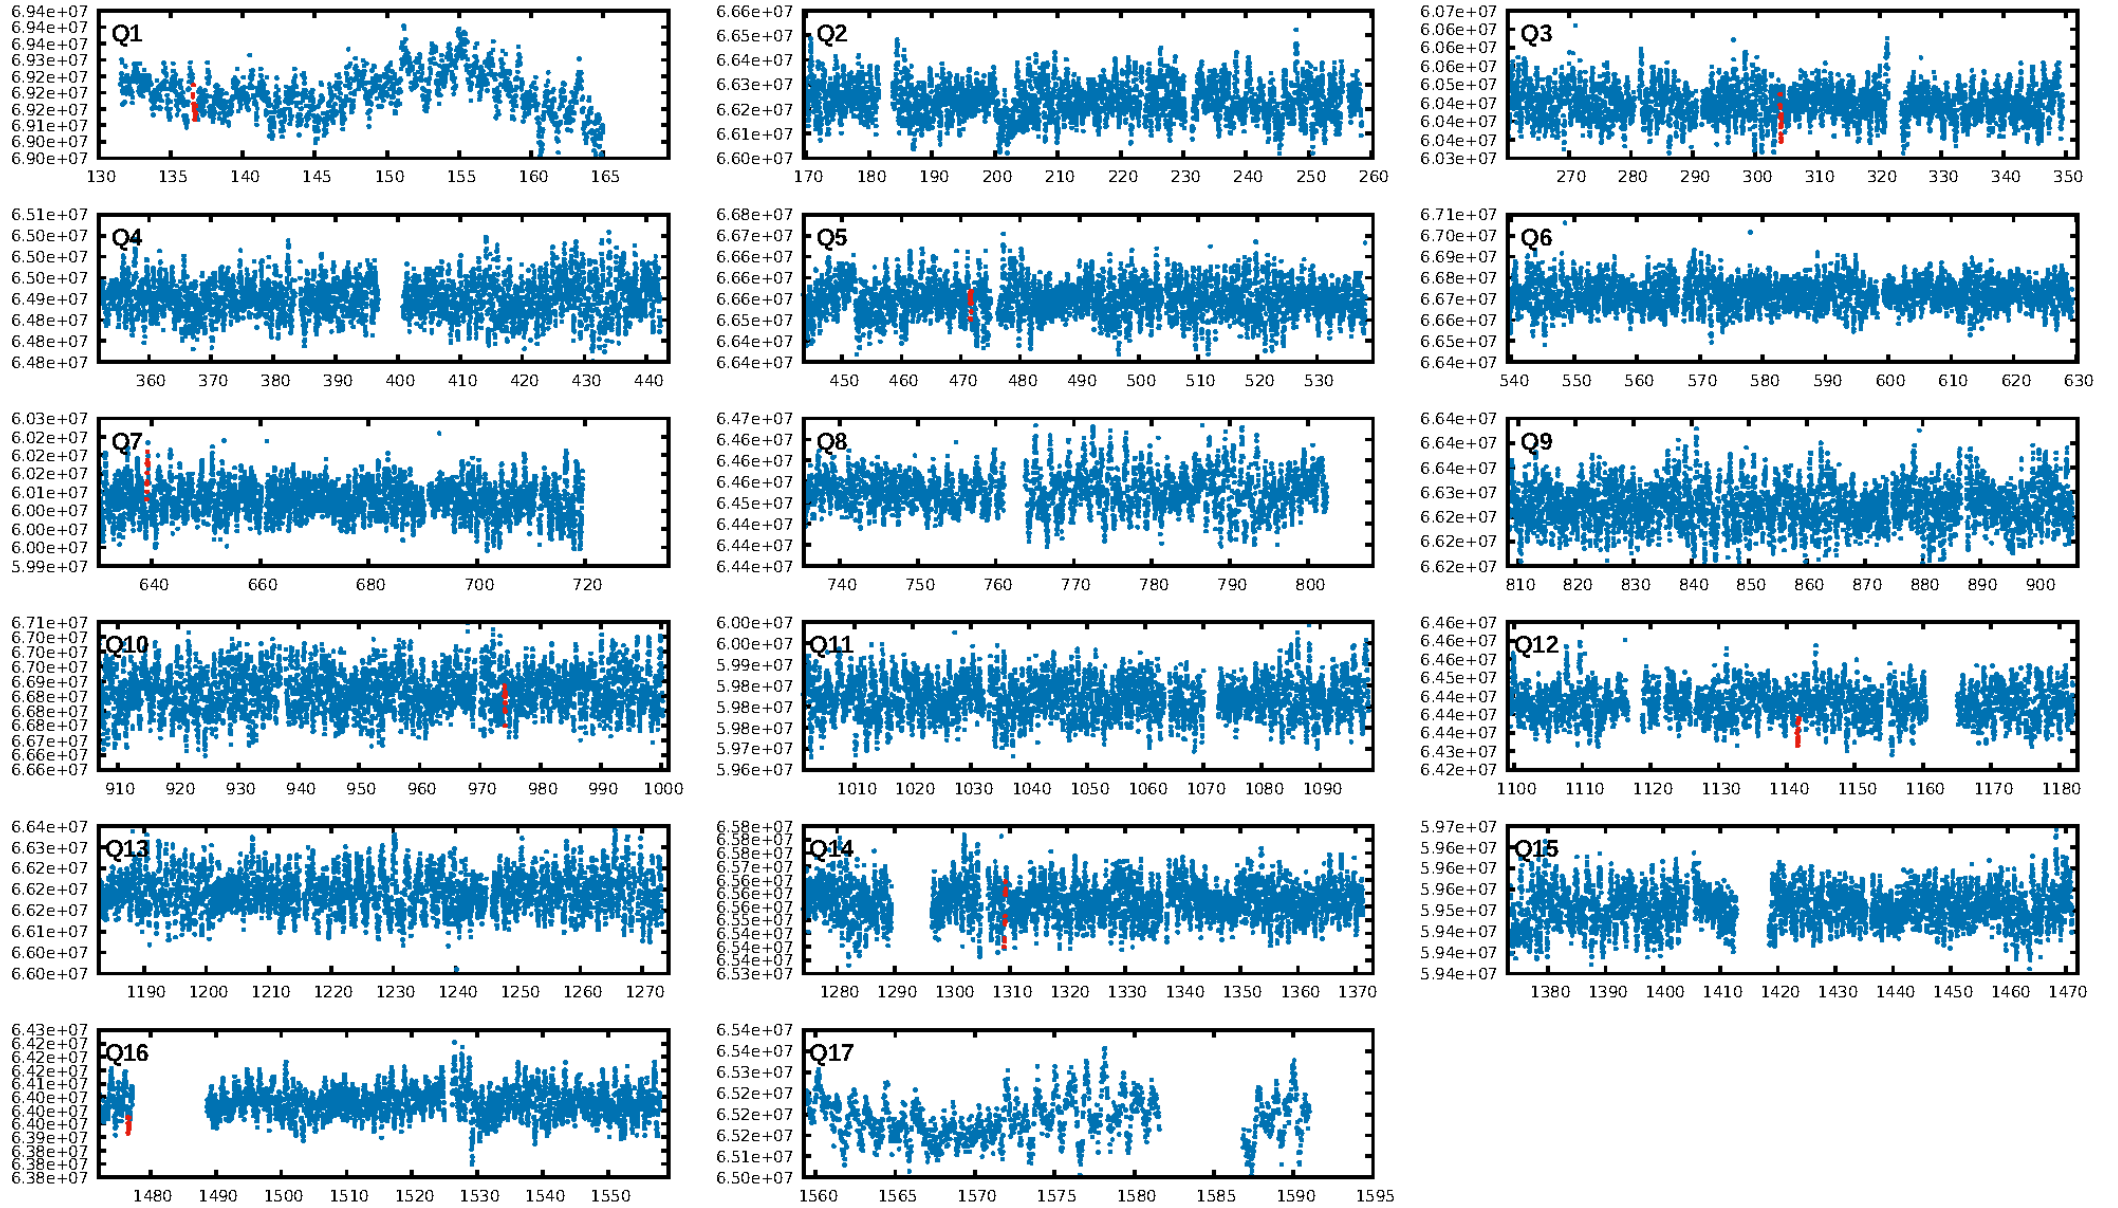 6.94e+07
6.94e+07
6.93e+07
6.93e+07
6.92e+07
6.92e+07
6.92e+07
6.91e+07
6.91e+07
6.90e+07
Q1
130 135 140 145 150 155 160 165
6.66e+07
6.65e+07
6.64e+07
6.63e+07
6.62e+07
6.61e+07
6.60e+07
Q2
170 180 190 200 210 220 230 240 250 260
6.07e+07
6.06e+07
6.06e+07
6.06e+07
6.05e+07
6.04e+07
6.04e+07
6.04e+07
6.03e+07
Q3
270 280 290 300 310 320 330 340 350
6.51e+07
6.50e+07
6.50e+07
6.50e+07
6.49e+07
6.48e+07
6.48e+07
6.48e+07
Q4
360 370 380 390 400 410 420 430 440
6.68e+07
6.67e+07
6.66e+07
6.66e+07
6.66e+07
6.65e+07
6.64e+07
6.64e+07
Q5
450 460 470 480 490 500 510 520 530
6.71e+07
6.70e+07
6.69e+07
6.68e+07
6.67e+07
6.66e+07
6.65e+07
6.64e+07
Q6
540 550 560 570 580 590 600 610 620 630
6.03e+07
6.02e+07
6.02e+07
6.02e+07
6.01e+07
6.00e+07
6.00e+07
6.00e+07
5.99e+07
Q7
640 660 680 700 720
6.47e+07
6.46e+07
6.46e+07
6.46e+07
6.45e+07
6.44e+07
6.44e+07
6.44e+07
Q8
740 750 760 770 780 790 800
6.64e+07
6.64e+07
6.64e+07
6.63e+07
6.62e+07
6.62e+07
6.62e+07
Q9
810 820 830 840 850 860 870 880 890 900
6.71e+07
6.70e+07
6.70e+07
6.69e+07
6.69e+07
6.68e+07
6.68e+07
6.68e+07
6.67e+07
6.66e+07
6.66e+07
Q10
910 920 930 940 950 960 970 980 990 1000
6.00e+07
6.00e+07
5.99e+07
5.98e+07
5.98e+07
5.98e+07
5.97e+07
5.96e+07
Q11
1010 1020 1030 1040 1050 1060 1070 1080 1090
6.46e+07
6.46e+07
6.46e+07
6.45e+07
6.44e+07
6.44e+07
6.44e+07
6.43e+07
6.42e+07
Q12
1100 1110 1120 1130 1140 1150 1160 1170 1180
6.64e+07
6.63e+07
6.62e+07
6.62e+07
6.62e+07
6.61e+07
6.60e+07
6.60e+07
Q13
1190 1200 1210 1220 1230 1240 1250 1260 1270
6.58e+07
6.58e+07
6.58e+07
6.57e+07
6.56e+07
6.56e+07
6.56e+07
6.55e+07
6.54e+07
6.54e+07
6.54e+07
6.53e+07
Q14
1280 1290 1300 1310 1320 1330 1340 1350 1360 1370
5.97e+07
5.96e+07
5.96e+07
5.96e+07
5.95e+07
5.94e+07
5.94e+07
5.94e+07
Q15
1380 1390 1400 1410 1420 1430 1440 1450 1460 1470
6.43e+07
6.42e+07
6.42e+07
6.42e+07
6.41e+07
6.40e+07
6.40e+07
6.40e+07
6.39e+07
6.38e+07
6.38e+07
6.38e+07
Q16
1480 1490 1500 1510 1520 1530 1540 1550
6.54e+07
6.54e+07
6.53e+07
6.52e+07
6.52e+07
6.52e+07
6.51e+07
6.50e+07
Q17
1560 1565 1570 1575 1580 1585 1590 1595